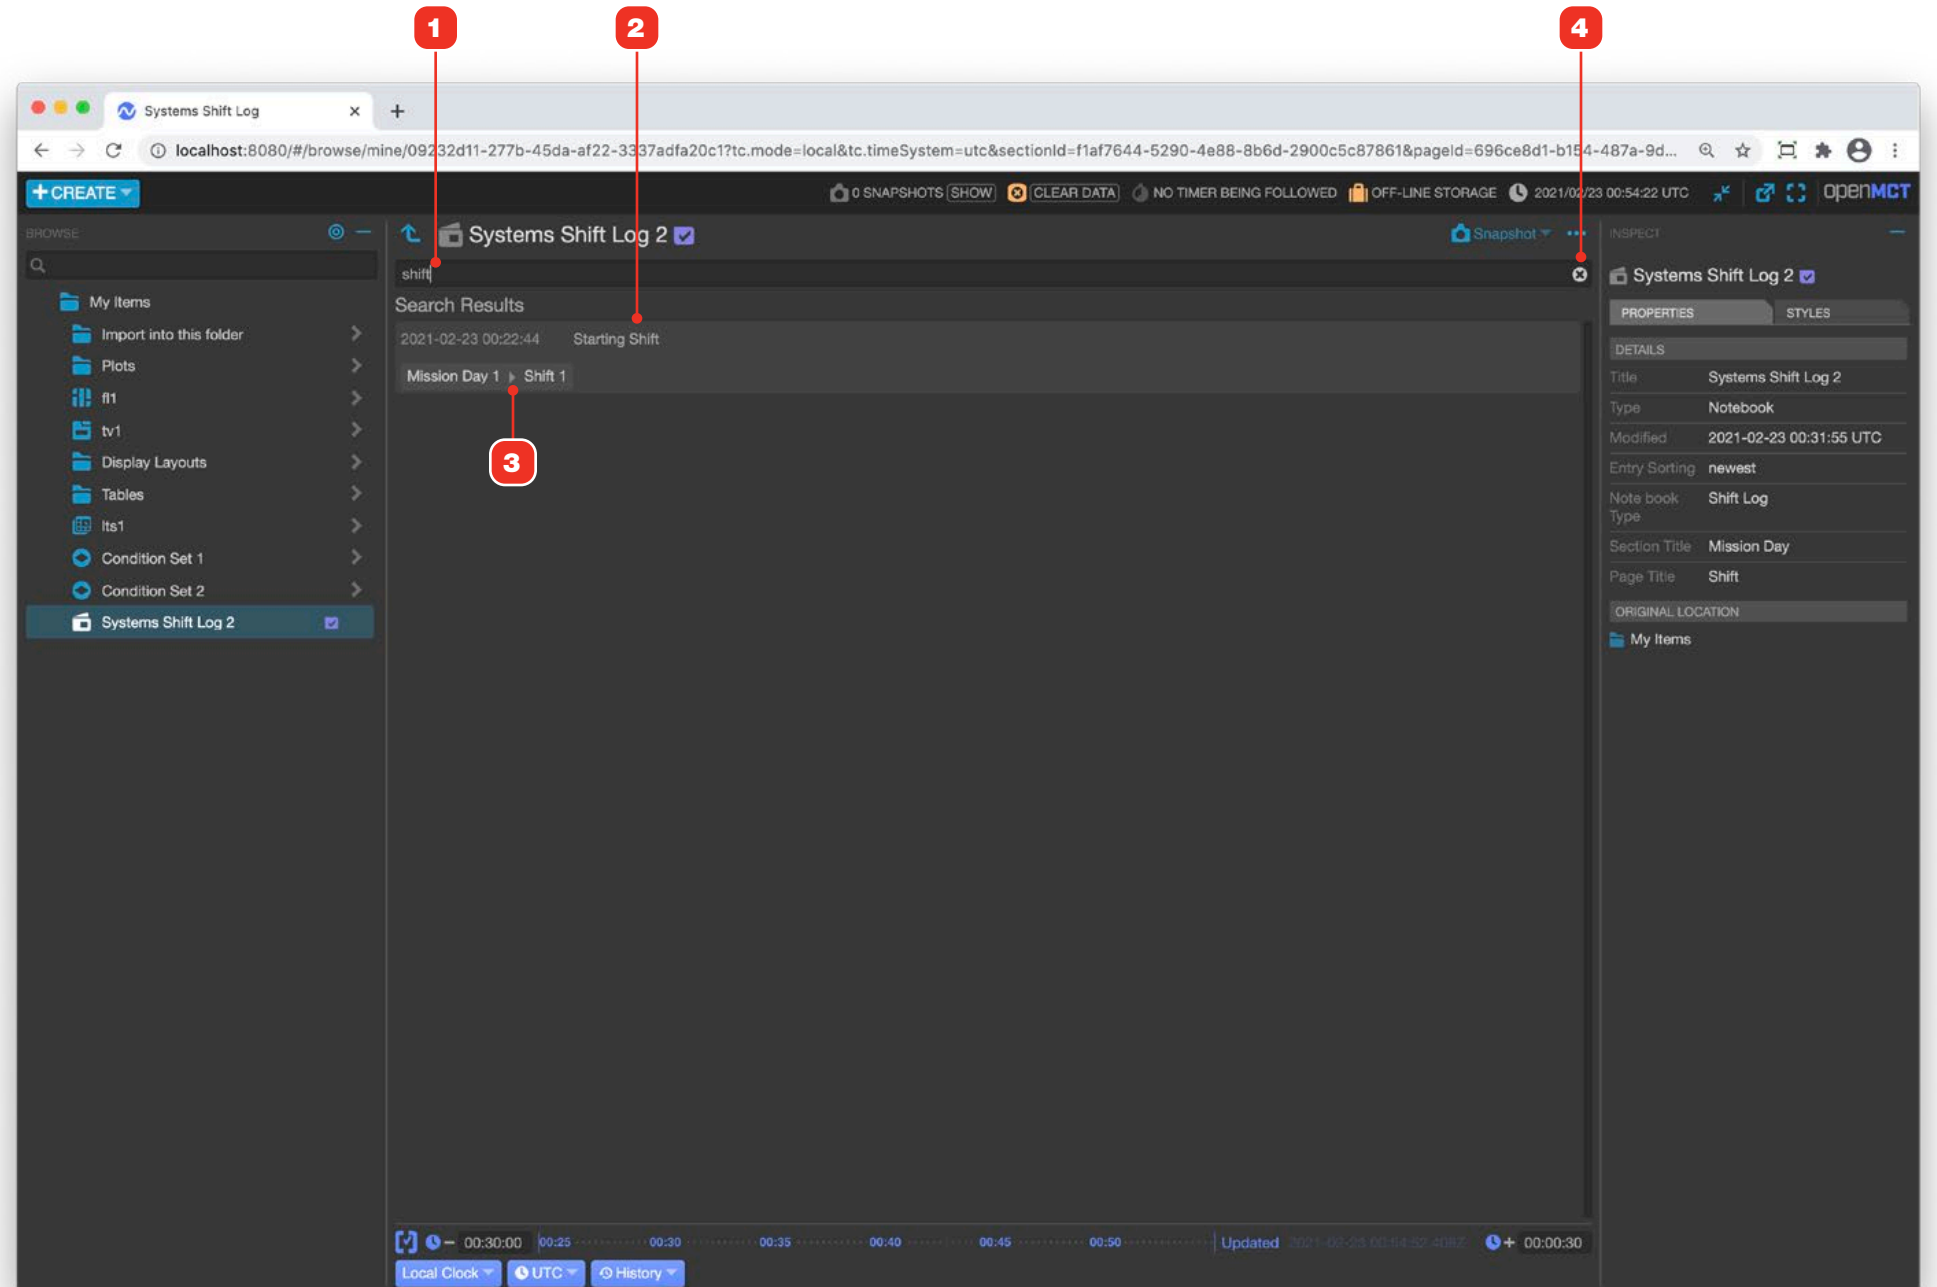 1 2 4
Systems Shift Log
localhost:8080/#/browse/mine/09232d11-277b-45da-af22-3337adfa20c1?tc.mode=local&tc.timeSystem=utc&sectionId=f1af7644-5290-4e88-8b6d-2900c5c87861&pageId=696ce8d1-b154-487a-9d...
+CREATE 0 SNAPSHOTS SHOW CLEAR DATA NO TIMER BEING FOLLOWED OFF-LINE STORAGE 2021/02/23 00:54:22 UTC openMCT
BROWSE
My Items
Import into this folder
Plots
fl1
tv1
Display Layouts
Tables
lts1
Condition Set 1
Condition Set 2
Systems Shift Log 2
Systems Shift Log 2 Snapshot
shift
Search Results
2021-02-23 00:22:44 Starting Shift
Mission Day 1 Shift 1
3
INSPECT
Systems Shift Log 2
PROPERTIES STYLES
DETAILS
Title Systems Shift Log 2
Type Notebook
Modified 2021-02-23 00:31:55 UTC
Entry Sorting newest
Note book Shift Log
Type
Section Title Mission Day
Page Title Shift
ORIGINAL LOCATION
My Items
00:30:00 00:25 00:30 00:35 00:40 00:45 00:50 Updated + 00:00:30
Local Clock UTC History